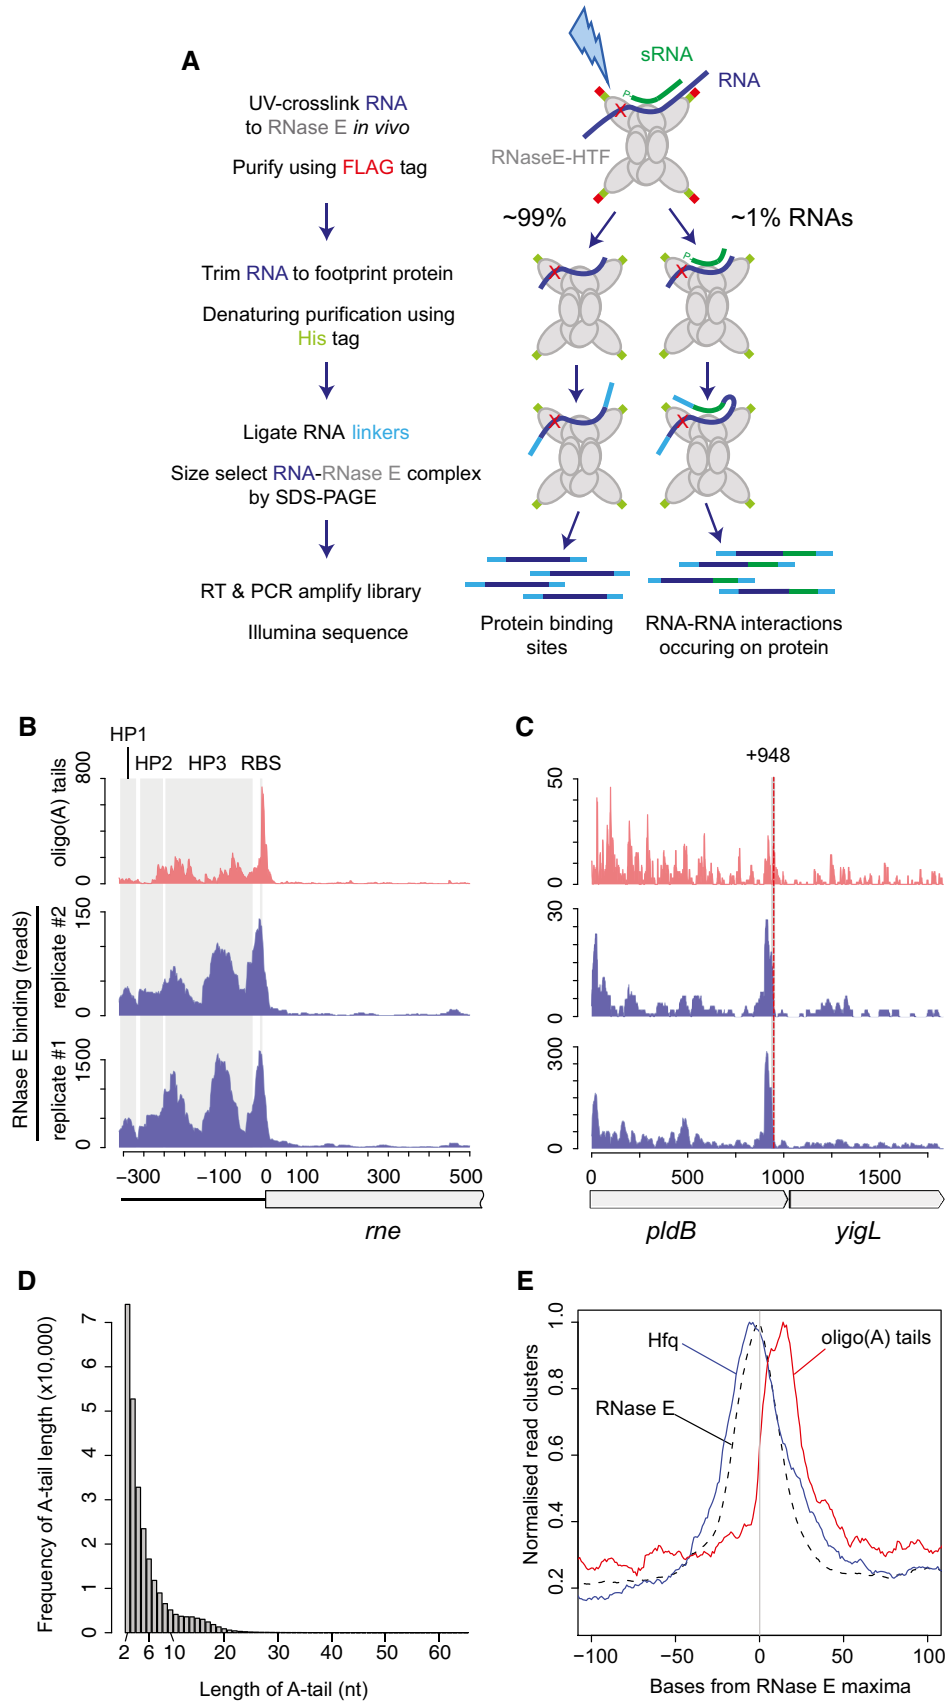 A
UV-crosslink RNA
to RNase E in vivo
Purify using FLAG tag
Trim RNA to footprint protein
Denaturing purification using
His tag
Ligate RNA linkers
Size select RNA-RNase E complex
by SDS-PAGE
RT & PCR amplify library
Illumina sequence
sRNA
RNA
P-
X
RNaseE-HTF
~99%
~1% RNAs
X
P-
X
X
X
Protein binding
sites
RNA-RNA interactions
occuring on protein
B
HP1
HP2 HP3 RBS
oligo(A) tails
800
0
RNase E binding (reads)
replicate #2
150
0
replicate #1
1500
0
−300 −100 0 100 300 500
rne
C
+948
50
0
30
0
300
0
0 500 1000 1500
pldB yigL
D
Frequency of A-tail length (x10,000)
7
6
5
4
3
2
1
0
2 6 10 20 30 40 50 60
Length of A-tail (nt)
E
Normalised read clusters
1.0
0.8
0.6
0.4
0.2
Hfq
oligo(A) tails
RNase E
−100 −50 0 50 100
Bases from RNase E maxima